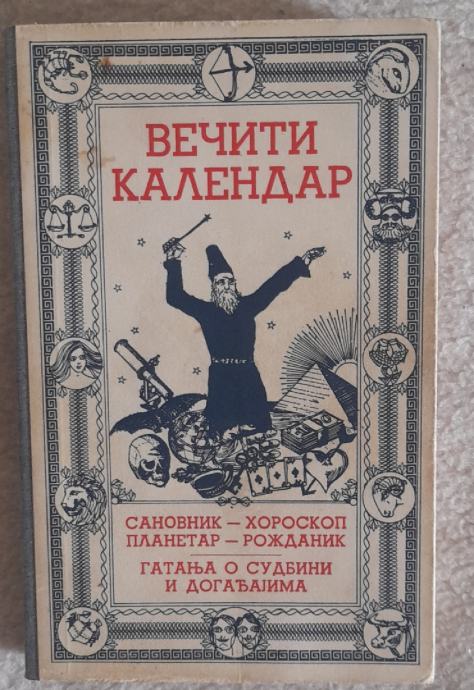 ВЕЧИТИ
КАЛЕНДАР
САНОВНИК – ХОРОСКОП
ПЛАНЕТАР – РОЖДАНИК
ГАТАЊА О СУДБИНИ
И ДОГАЂАЈИМА